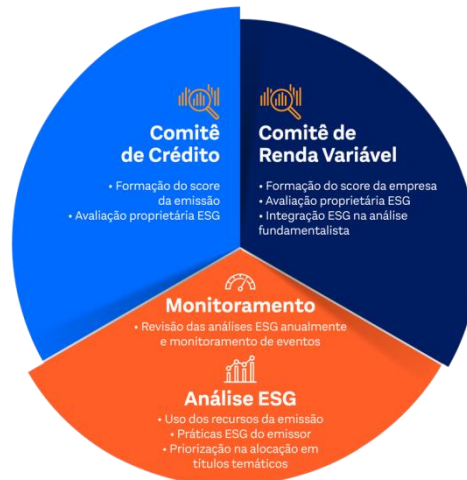 Comitê
de Crédito
• Formação do score
da emissão
• Avaliação proprietária ESG
Comitê de
Renda Variável
• Formação do score da empresa
• Avaliação proprietária ESG
• Integração ESG na análise
fundamentalista
Monitoramento
• Revisão das análises ESG anualmente
e monitoramento de eventos
Análise ESG
• Uso dos recursos da emissão
• Práticas ESG do emissor
• Priorização na alocação em
títulos temáticos